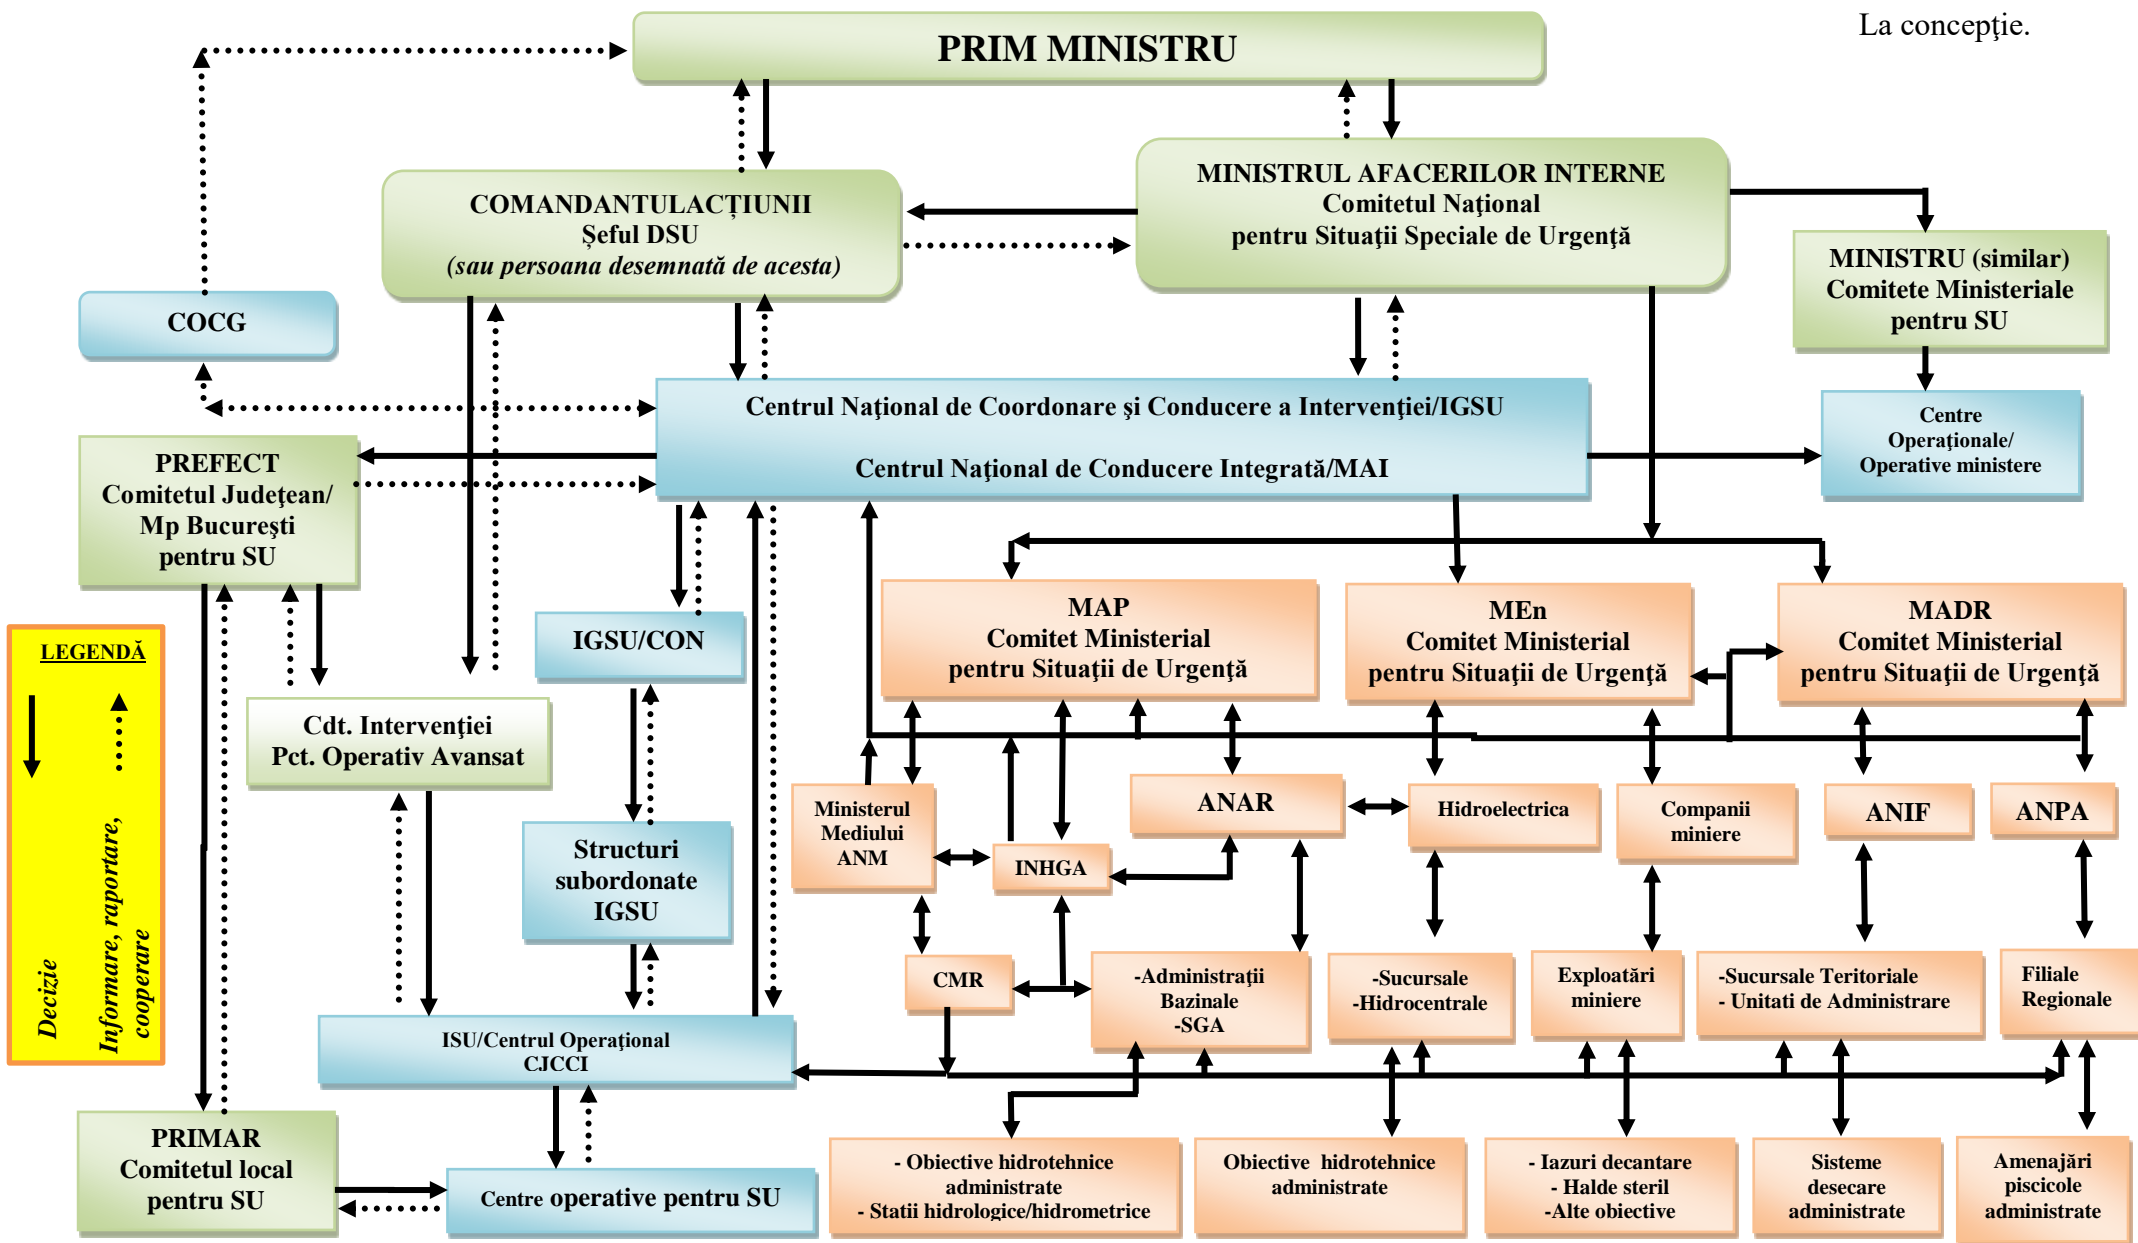 La concepţie.
PRIM MINISTRU
COMANDANTULACȚIUNII
Șeful DSU
(sau persoana desemnată de acesta)
MINISTRUL AFACERILOR INTERNE
Comitetul Naţional
pentru Situaţii Speciale de Urgenţă
MINISTRU (similar)
Comitete Ministeriale
pentru SU
COCG
Centrul Naţional de Coordonare şi Conducere a Intervenţiei/IGSU
Centrul Naţional de Conducere Integrată/MAI
Centre
Operaţionale/
Operative ministere
PREFECT
Comitetul Judeţean/
Mp Bucureşti
pentru SU
IGSU/CON
MAP
Comitet Ministerial
pentru Situaţii de Urgenţă
MEn
Comitet Ministerial
pentru Situaţii de Urgenţă
MADR
Comitet Ministerial
pentru Situaţii de Urgenţă
LEGENDĂ
Decizie
Informare, raportare,
cooperare
Cdt. Intervenţiei
Pct. Operativ Avansat
Structuri
subordonate
IGSU
Ministerul
Mediului
ANM
INHGA
ANAR
Hidroelectrica
Companii
miniere
ANIF
ANPA
CMR
-Administraţii
Bazinale
-SGA
-Sucursale
-Hidrocentrale
Exploatări
miniere
-Sucursale Teritoriale
- Unitati de Administrare
Filiale
Regionale
ISU/Centrul Operaţional
CJCCI
PRIMAR
Comitetul local
pentru SU
Centre operative pentru SU
- Obiective hidrotehnice
administrate
- Statii hidrologice/hidrometrice
Obiective hidrotehnice
administrate
- Iazuri decantare
- Halde steril
-Alte obiective
Sisteme
desecare
administrate
Amenajări
piscicole
administrate